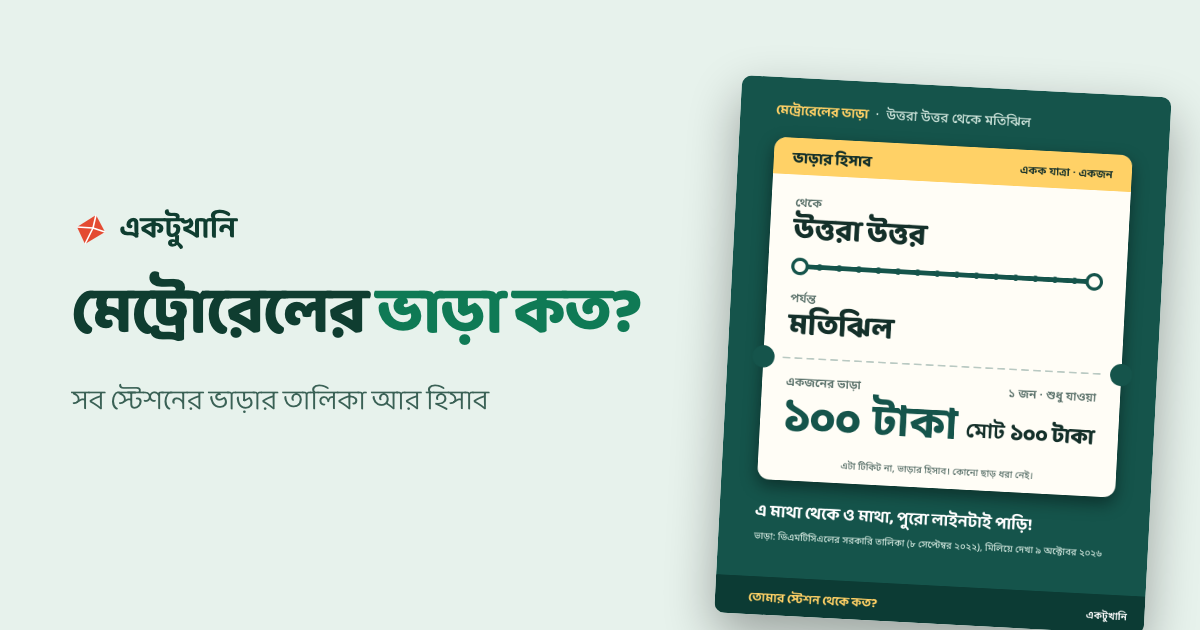 একটুখানি
মেট্রোরেলের ভাড়া কত?
সব স্টেশনের ভাড়ার তালিকা আর হিসাব
মেট্রোরেলের ভাড়া · উত্তরা উত্তর থেকে মতিঝিল
ভাড়ার হিসাব
একক যাত্রা · একজন
থেকে
উত্তরা উত্তর
পর্যন্ত
মতিঝিল
একজনের ভাড়া
১ জন · শুধু যাওয়া
১০০ টাকা মোট ১০০ টাকা
এটা টিকিট না, ভাড়ার হিসাব। কোনো ছাড় ধরা নেই।
এ মাথা থেকে ও মাথা, পুরো লাইনটাই পাড়ি!
ভাড়া: ডিএমটিসিএলের সরকারি তালিকা (৮ সেপ্টেম্বর ২০২২), মিলিয়ে দেখা ৯ অক্টোবর ২০২৬
তোমার স্টেশন থেকে কত?
একটুখানি